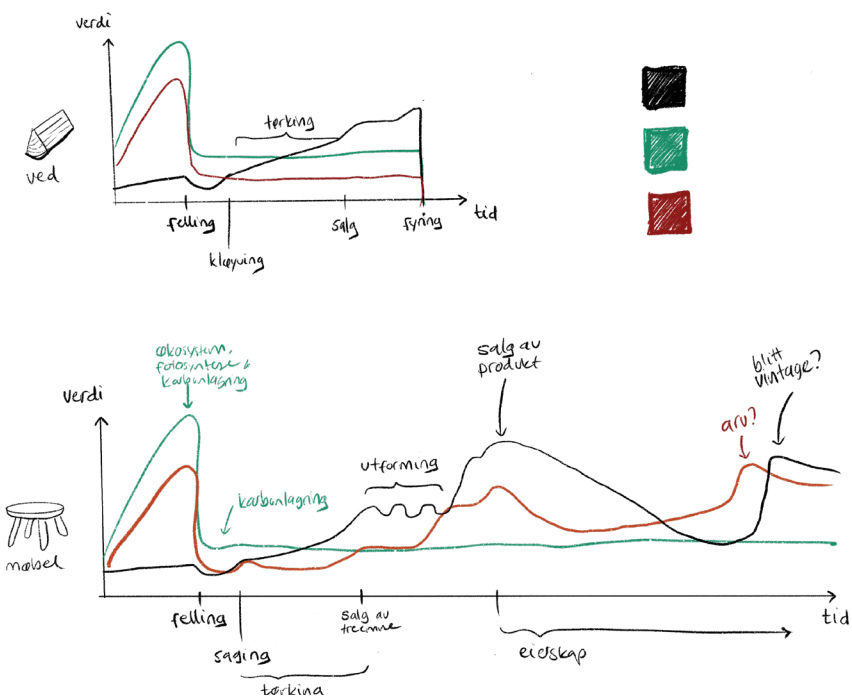 verdi
tørking
ved
felling
salg
fyring
tid
kløyving
økosystem,
fotosyntese &
karbonlagring
salg av
produkt
blitt
vintage?
verdi
arv?
utforming
karbonlagring
møbel
felling
salg av
tid
saging
eierskap
tørking